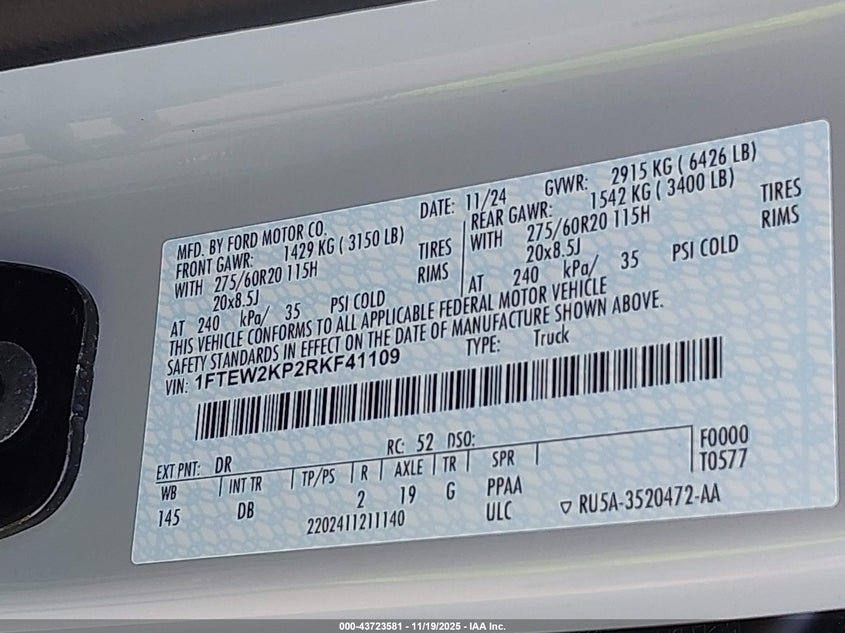 MFD. BY FORD MOTOR CO.
DATE: 11/24 GVWR: 2915 KG ( 6426 LB)
FRONT GAWR: 1429 KG ( 3150 LB)
REAR GAWR: 1542 KG ( 3400 LB)
WITH 275/60R20 115H TIRES
WITH 275/60R20 115H TIRES
20x8.5J RIMS
20x8.5J RIMS
AT 240 kPa/ 35 PSI COLD
AT 240 kPa/ 35 PSI COLD
THIS VEHICLE CONFORMS TO ALL APPLICABLE FEDERAL MOTOR VEHICLE
SAFETY STANDARDS IN EFFECT ON THE DATE OF MANUFACTURE SHOWN ABOVE.
VIN: 1FTEW2KP2RKF41109 TYPE: Truck
EXT PNT: DR RC: 52 DSO:
WB INT TR TP/PS R AXLE TR SPR
145 DB 2 19 G PPAA
2202411211140 ULC
F0000
T0577
RU5A-3520472-AA
000-43723581 - 11/19/2025 - IAA Inc.